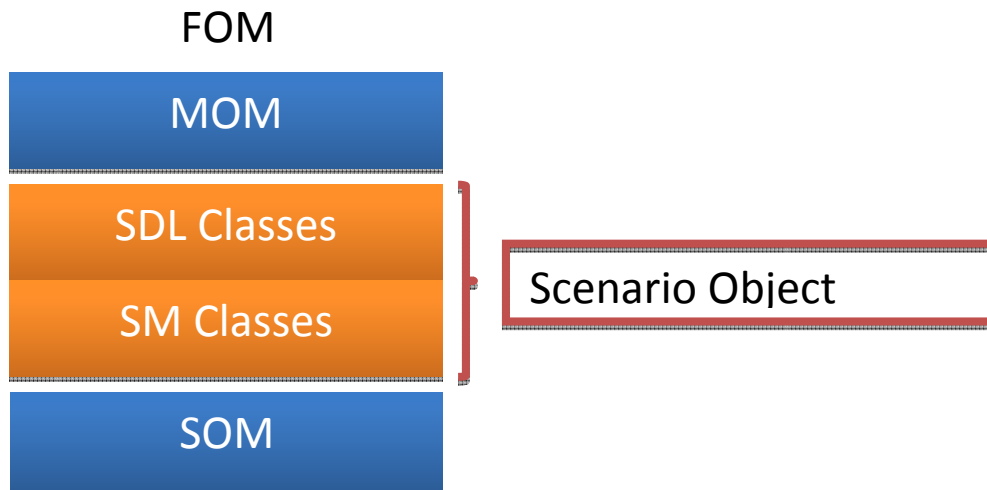 FOM
MOM
SDL Classes
SM Classes
SOM
Scenario Object